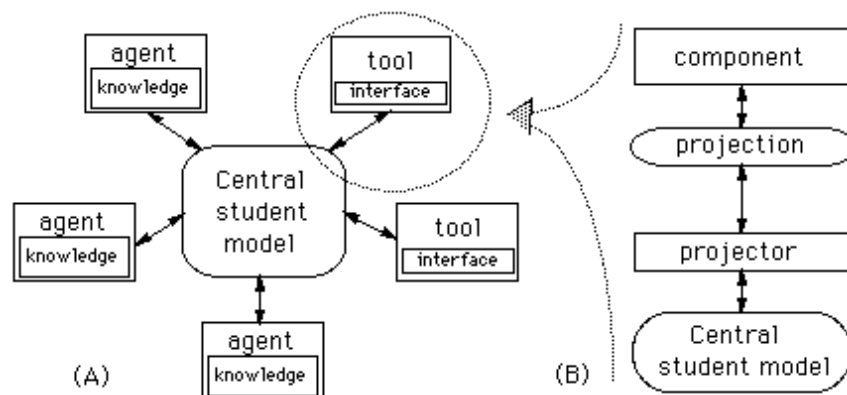 agent
knowledge
tool
interface
Central
student
model
agent
knowledge
tool
interface
agent
knowledge
(A)
component
projection
projector
Central
student model
(B)